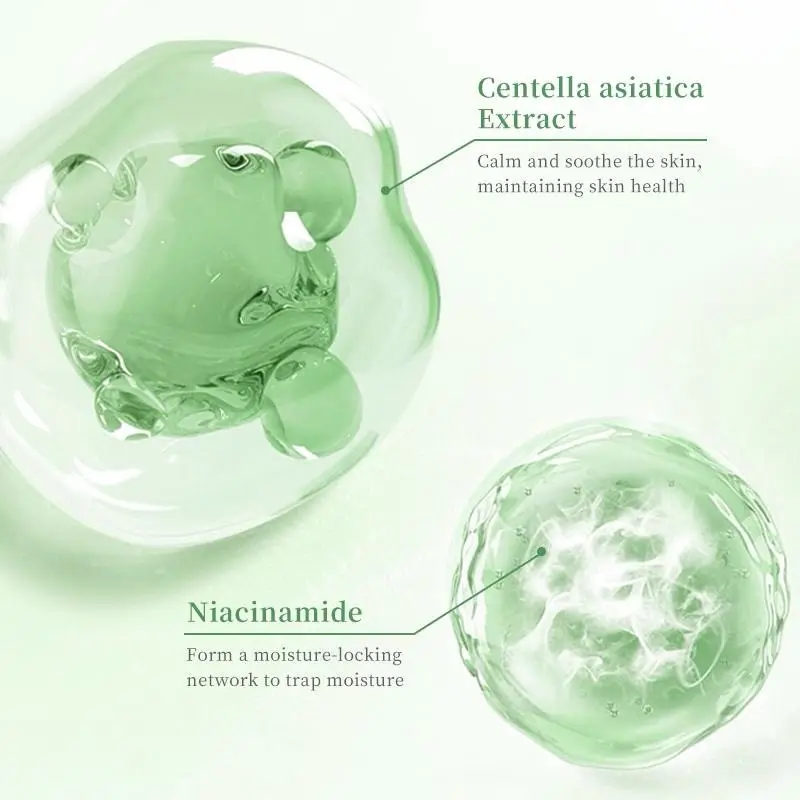 Centella asiatica
Extract
Calm and soothe the skin,
maintaining skin health
Niacinamide
Form a moisture-locking
network to trap moisture